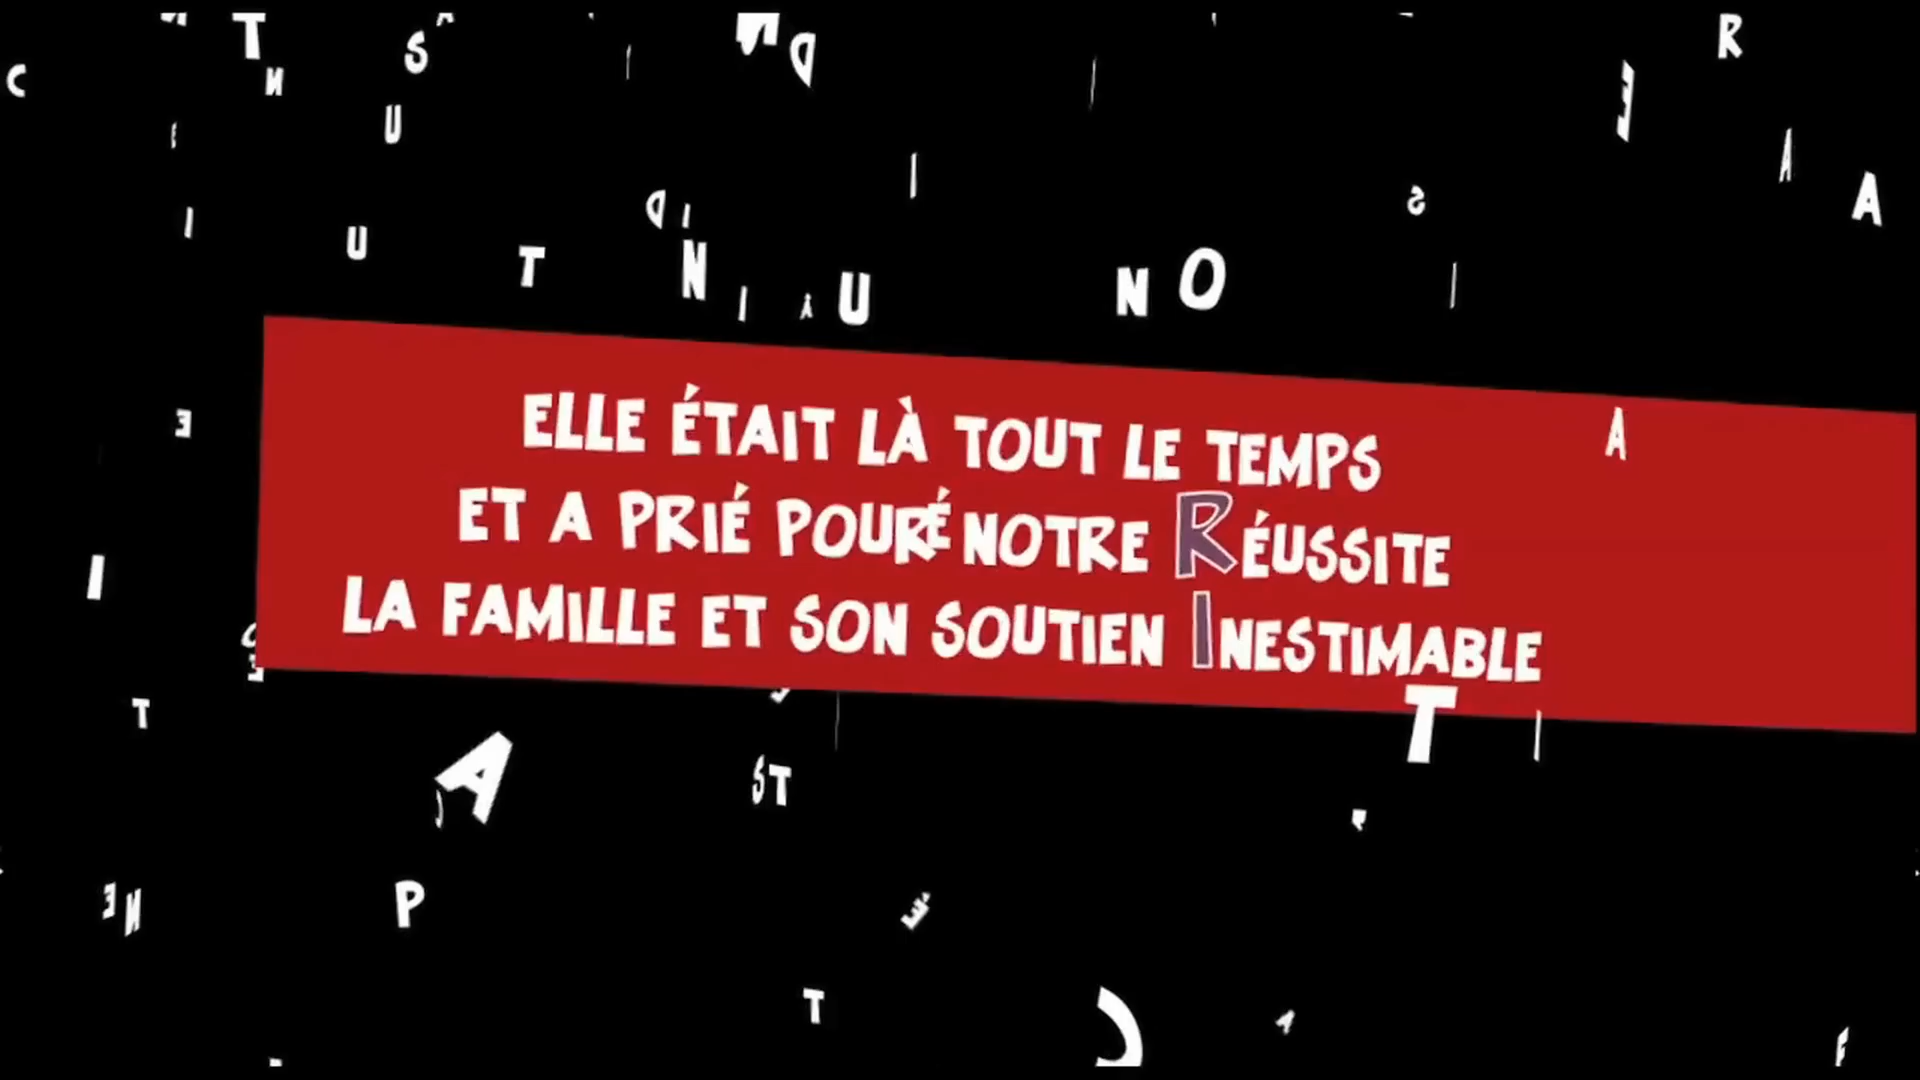 ELLE ÉTAIT LÀ TOUT LE TEMPS
ET A PRIÉ POUR NOTRE RÉUSSITE
LA FAMILLE ET SON SOUTIEN INESTIMABLE